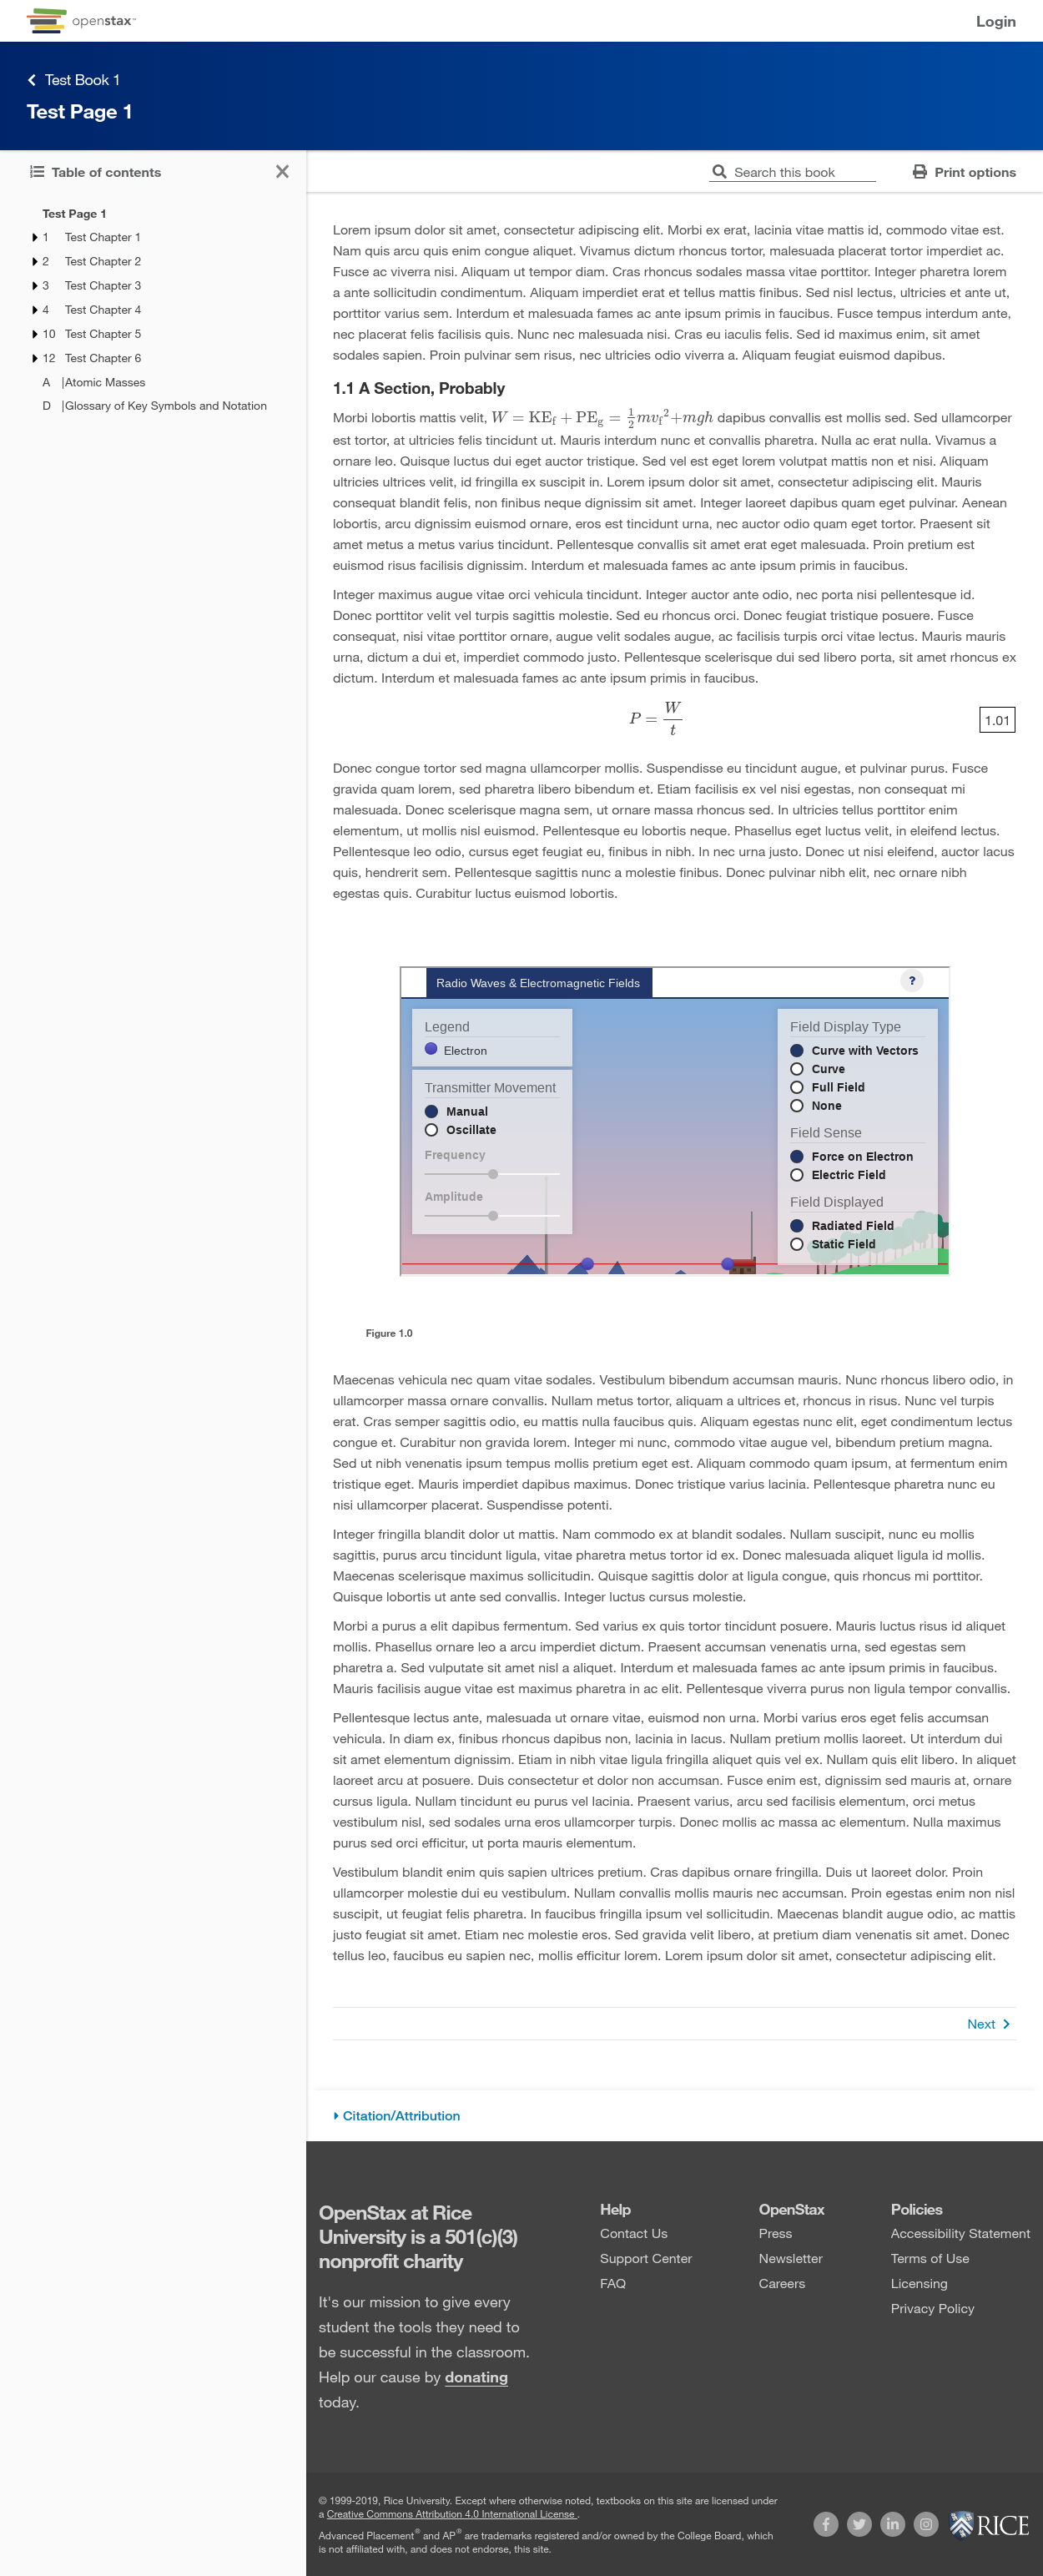 openstax™
Login
Test Book 1
Test Page 1
Table of contents
Search this book
Print options
Test Page 1
1 Test Chapter 1
2 Test Chapter 2
3 Test Chapter 3
4 Test Chapter 4
10 Test Chapter 5
12 Test Chapter 6
A |Atomic Masses
D |Glossary of Key Symbols and Notation
Lorem ipsum dolor sit amet, consectetur adipiscing elit. Morbi ex erat, lacinia vitae mattis id, commodo vitae est.
Nam quis arcu quis enim congue aliquet. Vivamus dictum rhoncus tortor, malesuada placerat tortor imperdiet ac.
Fusce ac viverra nisi. Aliquam ut tempor diam. Cras rhoncus sodales massa vitae porttitor. Integer pharetra lorem
a ante sollicitudin condimentum. Aliquam imperdiet erat et tellus mattis finibus. Sed nisl lectus, ultricies et ante ut,
porttitor varius sem. Interdum et malesuada fames ac ante ipsum primis in faucibus. Fusce tempus interdum ante,
nec placerat felis facilisis quis. Nunc nec malesuada nisi. Cras eu iaculis felis. Sed id maximus enim, sit amet
sodales sapien. Proin pulvinar sem risus, nec ultricies odio viverra a. Aliquam feugiat euismod dapibus.
1.1 A Section, Probably
Morbi lobortis mattis velit, W = KE_f + PE_g = 1/2 mv_f² + mgh dapibus convallis est mollis sed. Sed ullamcorper
est tortor, at ultricies felis tincidunt ut. Mauris interdum nunc et convallis pharetra. Nulla ac erat nulla. Vivamus a
ornare leo. Quisque luctus dui eget auctor tristique. Sed vel est eget lorem volutpat mattis non et nisi. Aliquam
ultricies ultrices velit, id fringilla ex suscipit in. Lorem ipsum dolor sit amet, consectetur adipiscing elit. Mauris
consequat blandit felis, non finibus neque dignissim sit amet. Integer laoreet dapibus quam eget pulvinar. Aenean
lobortis, arcu dignissim euismod ornare, eros est tincidunt urna, nec auctor odio quam eget tortor. Praesent sit
amet metus a metus varius tincidunt. Pellentesque convallis sit amet erat eget malesuada. Proin pretium est
euismod risus facilisis dignissim. Interdum et malesuada fames ac ante ipsum primis in faucibus.
Integer maximus augue vitae orci vehicula tincidunt. Integer auctor ante odio, nec porta nisi pellentesque id.
Donec porttitor velit vel turpis sagittis molestie. Sed eu rhoncus orci. Donec feugiat tristique posuere. Fusce
consequat, nisi vitae porttitor ornare, augue velit sodales augue, ac facilisis turpis orci vitae lectus. Mauris mauris
urna, dictum a dui et, imperdiet commodo justo. Pellentesque scelerisque dui sed libero porta, sit amet rhoncus ex
dictum. Interdum et malesuada fames ac ante ipsum primis in faucibus.
P = W/t 1.01
Donec congue tortor sed magna ullamcorper mollis. Suspendisse eu tincidunt augue, et pulvinar purus. Fusce
gravida quam lorem, sed pharetra libero bibendum et. Etiam facilisis ex vel nisi egestas, non consequat mi
malesuada. Donec scelerisque magna sem, ut ornare massa rhoncus sed. In ultricies tellus porttitor enim
elementum, ut mollis nisl euismod. Pellentesque eu lobortis neque. Phasellus eget luctus velit, in eleifend lectus.
Pellentesque leo odio, cursus eget feugiat eu, finibus in nibh. In nec urna justo. Donec ut nisi eleifend, auctor lacus
quis, hendrerit sem. Pellentesque sagittis nunc a molestie finibus. Donec pulvinar nibh elit, nec ornare nibh
egestas quis. Curabitur luctus euismod lobortis.
Radio Waves & Electromagnetic Fields
?
Legend
Electron
Transmitter Movement
Manual
Oscillate
Frequency
Amplitude
Field Display Type
Curve with Vectors
Curve
Full Field
None
Field Sense
Force on Electron
Electric Field
Field Displayed
Radiated Field
Static Field
Figure 1.0
Maecenas vehicula nec quam vitae sodales. Vestibulum bibendum accumsan mauris. Nunc rhoncus libero odio, in
ullamcorper massa ornare convallis. Nullam metus tortor, aliquam a ultrices et, rhoncus in risus. Nunc vel turpis
erat. Cras semper sagittis odio, eu mattis nulla faucibus quis. Aliquam egestas nunc elit, eget condimentum lectus
congue et. Curabitur non gravida lorem. Integer mi nunc, commodo vitae augue vel, bibendum pretium magna.
Sed ut nibh venenatis ipsum tempus mollis pretium eget est. Aliquam commodo quam ipsum, at fermentum enim
tristique eget. Mauris imperdiet dapibus maximus. Donec tristique varius lacinia. Pellentesque pharetra nunc eu
nisi ullamcorper placerat. Suspendisse potenti.
Integer fringilla blandit dolor ut mattis. Nam commodo ex at blandit sodales. Nullam suscipit, nunc eu mollis
sagittis, purus arcu tincidunt ligula, vitae pharetra metus tortor id ex. Donec malesuada aliquet ligula id mollis.
Maecenas scelerisque maximus sollicitudin. Quisque sagittis dolor at ligula congue, quis rhoncus mi porttitor.
Quisque lobortis ut ante sed convallis. Integer luctus cursus molestie.
Morbi a purus a elit dapibus fermentum. Sed varius ex quis tortor tincidunt posuere. Mauris luctus risus id aliquet
mollis. Phasellus ornare leo a arcu imperdiet dictum. Praesent accumsan venenatis urna, sed egestas sem
pharetra a. Sed vulputate sit amet nisl a aliquet. Interdum et malesuada fames ac ante ipsum primis in faucibus.
Mauris facilisis augue vitae est maximus pharetra in ac elit. Pellentesque viverra purus non ligula tempor convallis.
Pellentesque lectus ante, malesuada ut ornare vitae, euismod non urna. Morbi varius eros eget felis accumsan
vehicula. In diam ex, finibus rhoncus dapibus non, lacinia in lacus. Nullam pretium mollis laoreet. Ut interdum dui
sit amet elementum dignissim. Etiam in nibh vitae ligula fringilla aliquet quis vel ex. Nullam quis elit libero. In aliquet
laoreet arcu at posuere. Duis consectetur et dolor non accumsan. Fusce enim est, dignissim sed mauris at, ornare
cursus ligula. Nullam tincidunt eu purus vel lacinia. Praesent varius, arcu sed facilisis elementum, orci metus
vestibulum nisl, sed sodales urna eros ullamcorper turpis. Donec mollis ac massa ac elementum. Nulla maximus
purus sed orci efficitur, ut porta mauris elementum.
Vestibulum blandit enim quis sapien ultrices pretium. Cras dapibus ornare fringilla. Duis ut laoreet dolor. Proin
ullamcorper molestie dui eu vestibulum. Nullam convallis mollis mauris nec accumsan. Proin egestas enim non nisl
suscipit, ut feugiat felis pharetra. In faucibus fringilla ipsum vel sollicitudin. Maecenas blandit augue odio, ac mattis
justo feugiat sit amet. Etiam nec molestie eros. Sed gravida velit libero, at pretium diam venenatis sit amet. Donec
tellus leo, faucibus eu sapien nec, mollis efficitur lorem. Lorem ipsum dolor sit amet, consectetur adipiscing elit.
Next
Citation/Attribution
OpenStax at Rice
University is a 501(c)(3)
nonprofit charity
It's our mission to give every
student the tools they need to
be successful in the classroom.
Help our cause by donating
today.
Help
Contact Us
Support Center
FAQ
OpenStax
Press
Newsletter
Careers
Policies
Accessibility Statement
Terms of Use
Licensing
Privacy Policy
© 1999-2019, Rice University. Except where otherwise noted, textbooks on this site are licensed under
a Creative Commons Attribution 4.0 International License .
Advanced Placement® and AP® are trademarks registered and/or owned by the College Board, which
is not affiliated with, and does not endorse, this site.
RICE